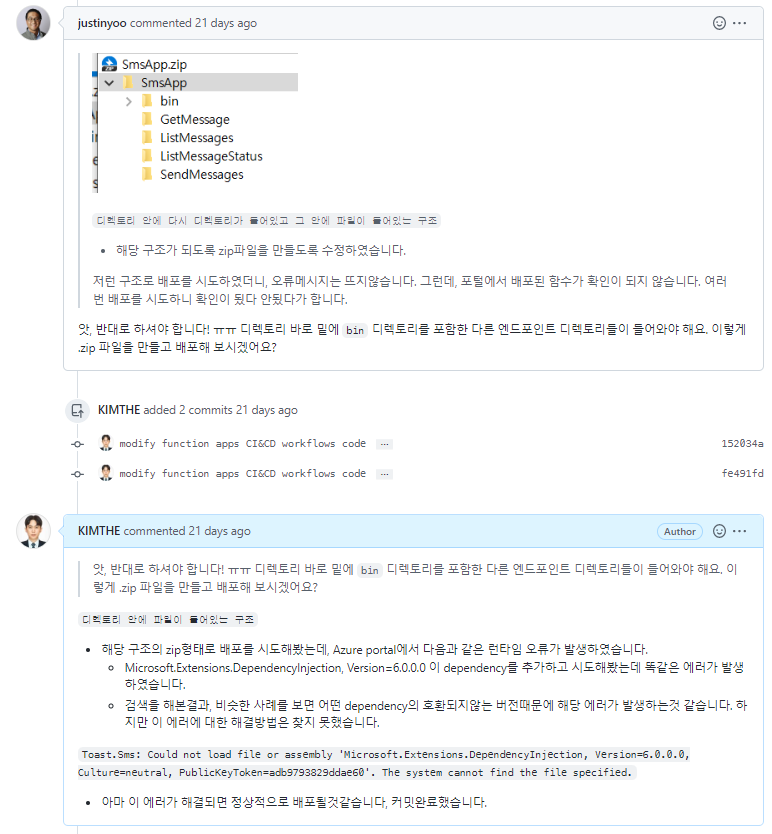 justinyoo commented 21 days ago
SmsApp.zip
SmsApp
bin
GetMessage
ListMessages
ListMessageStatus
SendMessages
디렉토리 안에 다시 디렉토리가 들어있고 그 안에 파일이 들어있는 구조
해당 구조가 되도록 zip파일을 만들도록 수정하였습니다.
저런 구조로 배포를 시도하였더니, 오류메시지는 뜨지않습니다. 그런데, 포털에서 배포된 함수가 확인이 되지 않습니다. 여러
번 배포를 시도하니 확인이 됬다 안됬다가 합니다.
앗, 반대로 하셔야 합니다! ㅠㅠ 디렉토리 바로 밑에 bin 디렉토리를 포함한 다른 엔드포인트 디렉토리들이 들어와야 해요. 이렇게
.zip 파일을 만들고 배포해 보시겠어요?
KIMTHE added 2 commits 21 days ago
modify function apps CI&CD workflows code ... 152034a
modify function apps CI&CD workflows code ... fe491fd
KIMTHE commented 21 days ago Author
앗, 반대로 하셔야 합니다! ㅠㅠ 디렉토리 바로 밑에 bin 디렉토리를 포함한 다른 엔드포인트 디렉토리들이 들어와야 해요. 이
렇게 .zip 파일을 만들고 배포해 보시겠어요?
디렉토리 안에 파일이 들어있는 구조
해당 구조의 zip형태로 배포를 시도해봤는데, Azure portal에서 다음과 같은 런타임 오류가 발생하였습니다.
Microsoft.Extensions.DependencyInjection, Version=6.0.0.0 이 dependency를 추가하고 시도해봤는데 똑같은 에러가 발생
하였습니다.
검색을 해본결과, 비슷한 사례를 보면 어떤 dependency의 호환되지않는 버전때문에 해당 에러가 발생하는것 같습니다. 하
지만 이 에러에 대한 해결방법은 찾지 못했습니다.
Toast.Sms: Could not load file or assembly 'Microsoft.Extensions.DependencyInjection, Version=6.0.0.0,
Culture=neutral, PublicKeyToken=adb9793829ddae60'. The system cannot find the file specified.
아마 이 에러가 해결되면 정상적으로 배포될것같습니다, 커밋완료했습니다.